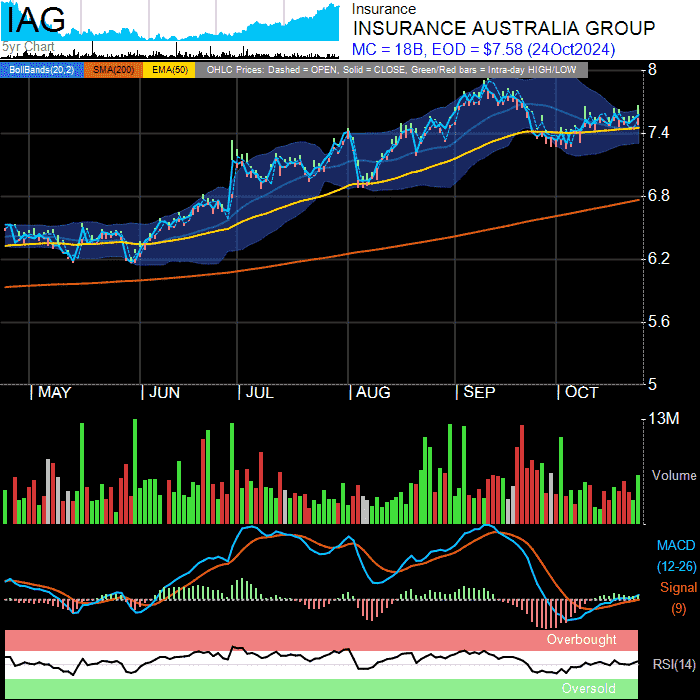 IAG
5yr Chart
Insurance
INSURANCE AUSTRALIA GROUP
MC = 18B, EOD = $7.58 (24Oct2024)
BollBands(20,2) SMA(200) EMA(50) OHLC Prices: Dashed = OPEN, Solid = CLOSE, Green/Red bars = Intra-day HIGH/LOW
8
7.4
6.8
6.2
5.6
5
MAY JUN JUL AUG SEP OCT
13M
Volume
MACD
(12-26)
Signal
(9)
Overbought
RSI(14)
Oversold